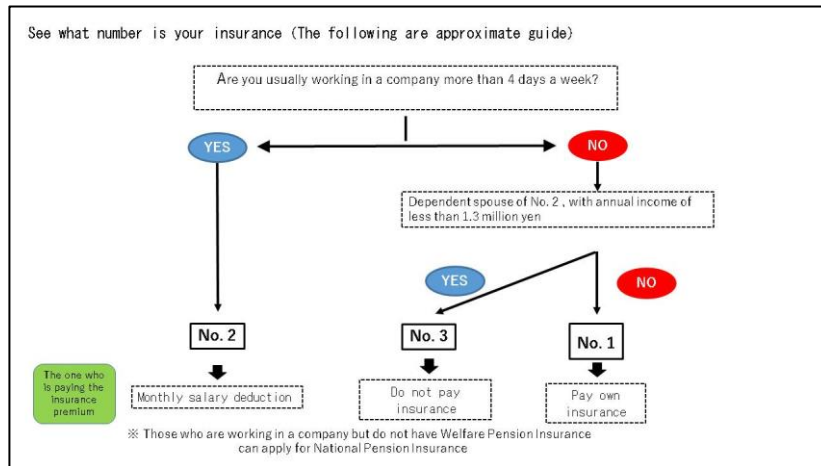 See what number is your insurance (The following are approximate guide)
Are you usually working in a company more than 4 days a week?
YES
NO
Dependent spouse of No. 2 , with annual income of
less than 1.3 million yen
YES
NO
No. 2
No. 3
No. 1
The one who
is paying the
insurance
premium
Monthly salary deduction
Do not pay
insurance
Pay own
insurance
※ Those who are working in a company but do not have Welfare Pension Insurance
can apply for National Pension Insurance